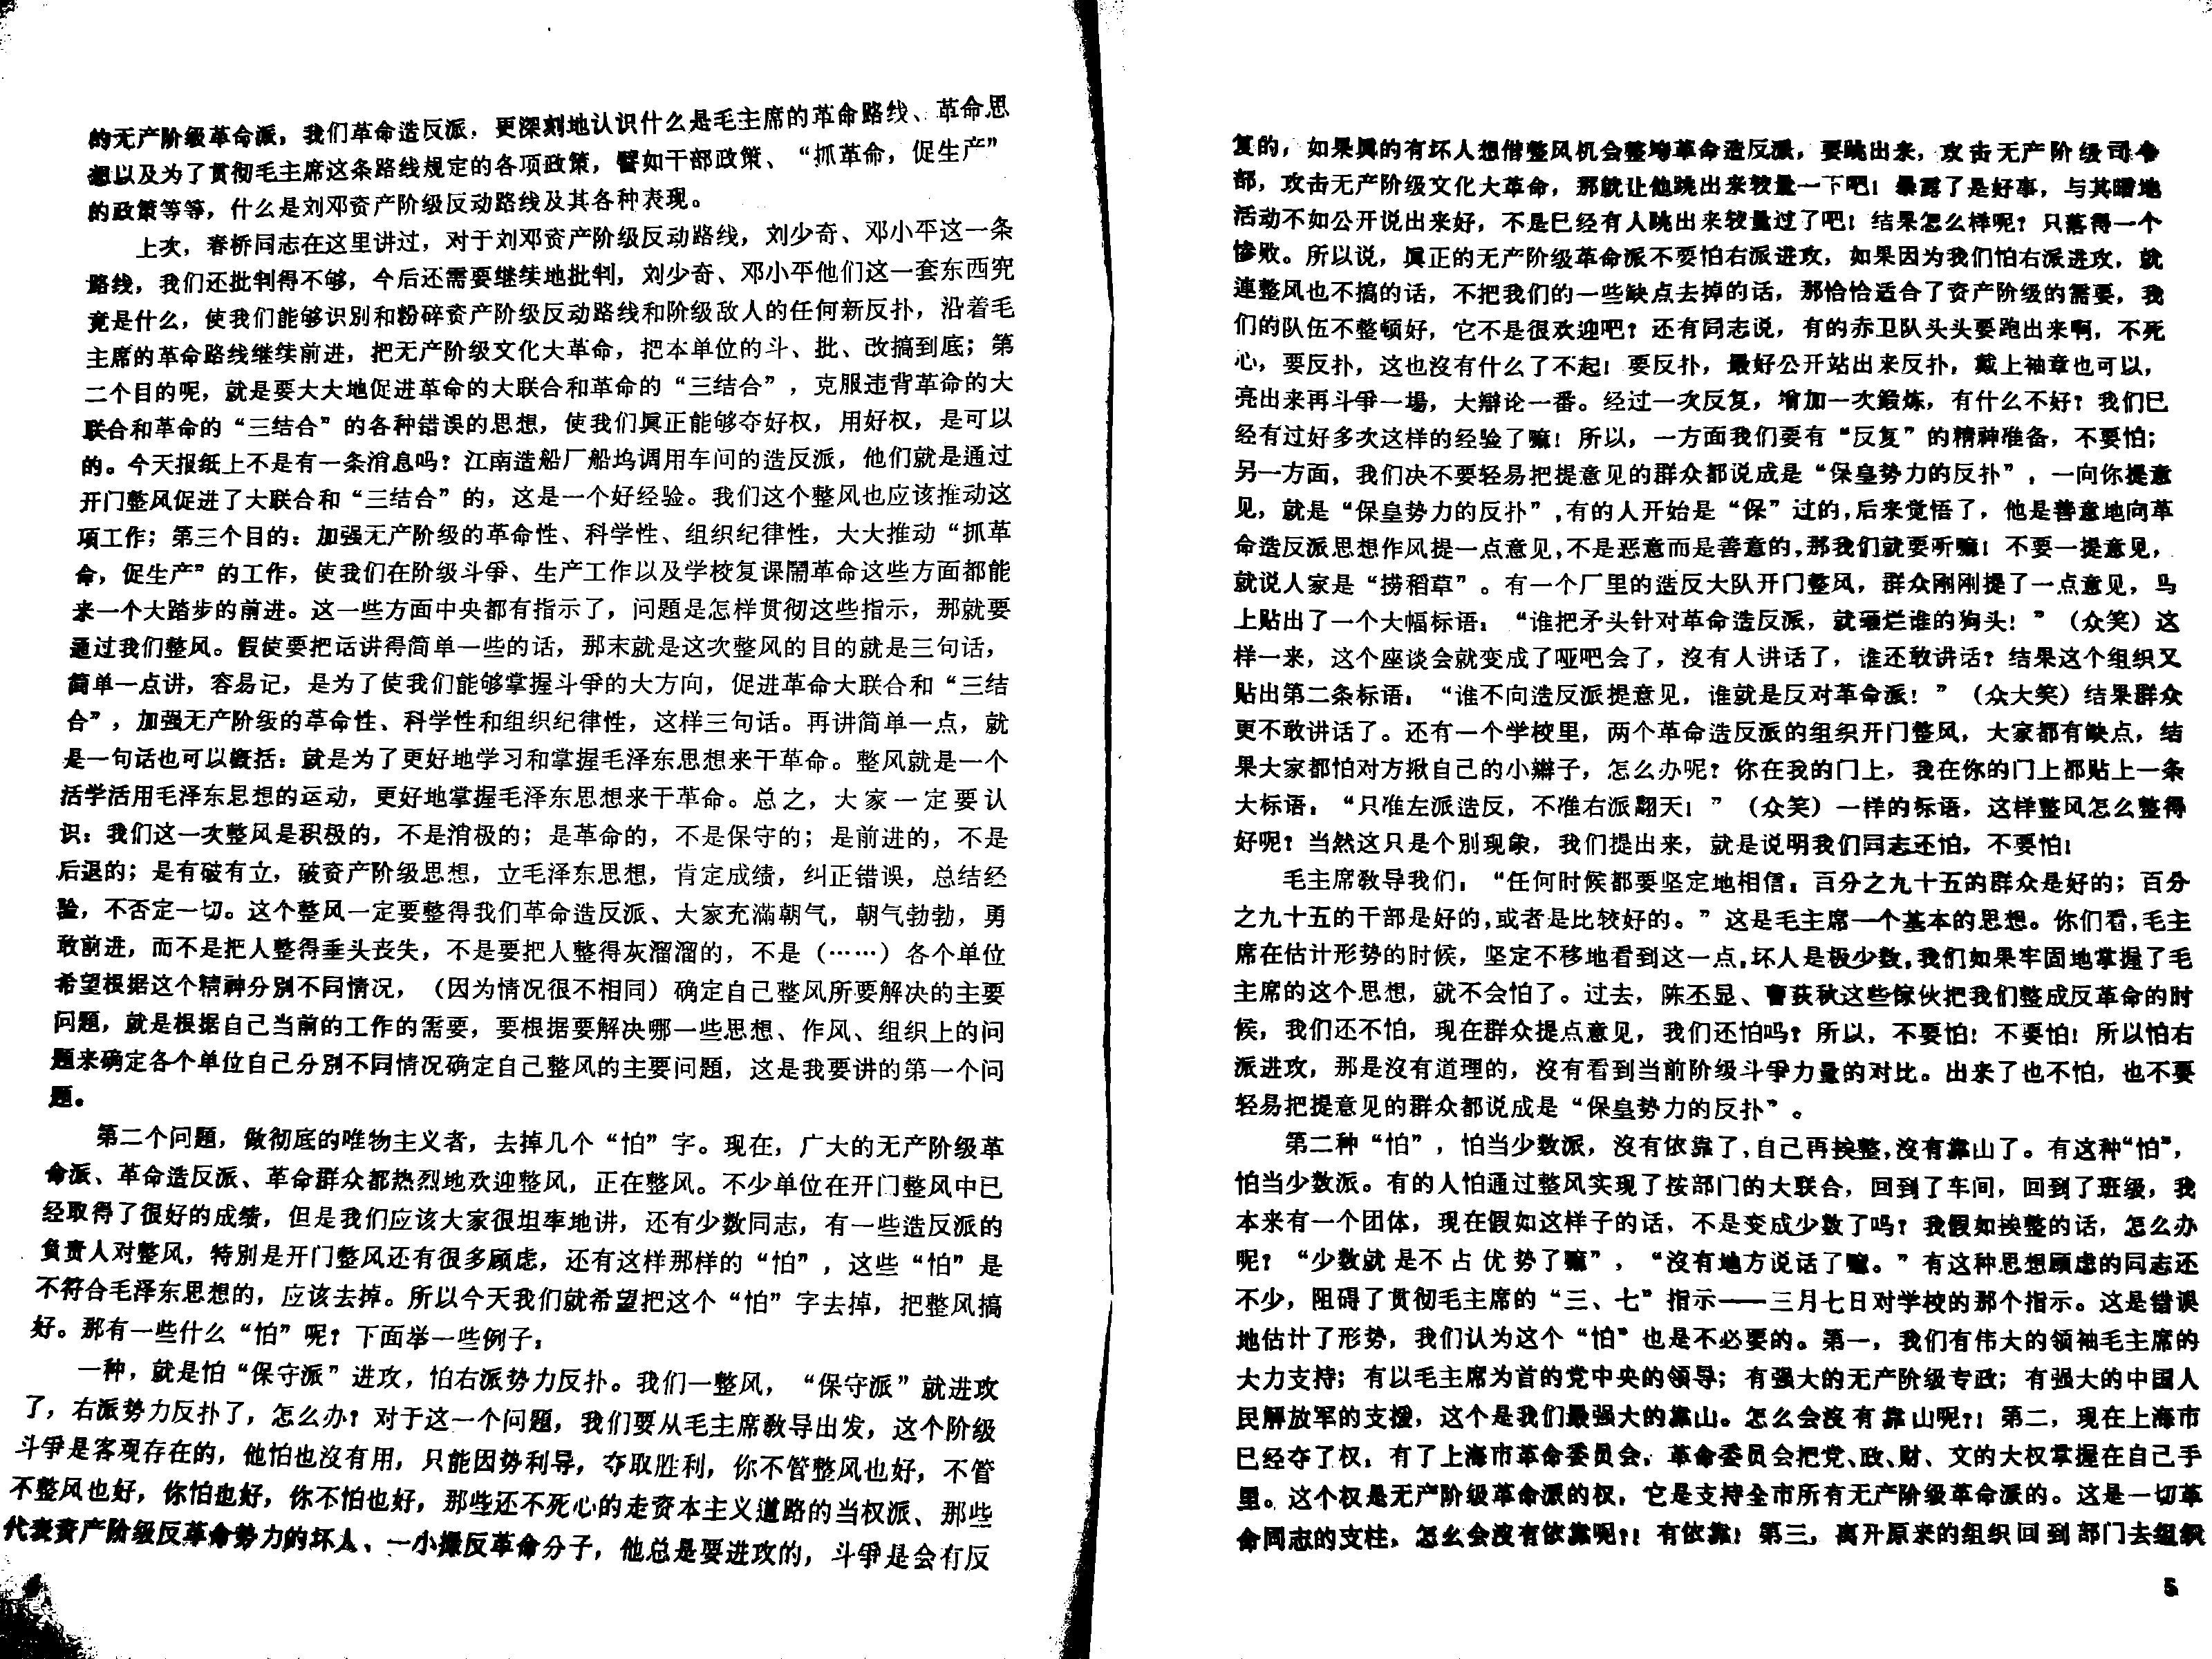 的无产阶级革命派，我们革命造反派，更深刻地认识什么是毛主席的革命路线、革命思
想以及为了贯彻毛主席这条路线规定的各项政策，譬如干部政策、“抓革命，促生产”
的政策等等，什么是刘邓资产阶级反动路线及其各种表现。
上次，春桥同志在这里讲过，对于刘邓资产阶级反动路线，刘少奇、邓小平这一条
路线，我们还批判得不够，今后还需要继续地批判，刘少奇、邓小平他们这一套东西究
竟是什么，使我们能够识別和粉碎资产阶级反动路线和阶级敌人的任何新反扑，沿着毛
主席的革命路线继续前进，把无产阶级文化大革命，把本单位的斗、批、改搞到底；第
二个目的呢，就是要大大地促进革命的大联合和革命的“三结合”，克服违背革命的大
联合和革命的“三结合”的各种错误的思想，使我们眞正能够夺好权，用好权，是可以
的。今天报纸上不是有一条消息吗？江南造船厂船坞调用车间的造反派，他们就是通过
开门整风促进了大联合和“三结合”的，这是一个好经验。我们这个整风也应该推动这
项工作；第三个目的：加强无产阶级的革命性、科学性、组织纪律性，大大推动“抓革
命，促生产”的工作，使我们在阶级斗爭、生产工作以及学校复课鬧革命这些方面都能
来一个大踏步的前进。这一些方面中央都有指示了，问题是怎样贯彻这些指示，那就要
通过我们整风。假使要把话讲得简单一些的话，那末就是这次整风的目的就是三句话，
简单一点讲，容易记，是为了使我们能够掌握斗爭的大方向，促进革命大联合和“三结
合”，加强无产阶级的革命性、科学性和组织纪律性，这样三句话。再讲简单一点，就
是一句话也可以概括：就是为了更好地学习和掌握毛泽东思想来干革命。整风就是一个
活学活用毛泽东思想的运动，更好地掌握毛泽东思想来干革命。总之，大家一定要认
识：我们这一次整风是积极的，不是消极的；是革命的，不是保守的；是前进的，不是
后退的；是有破有立，破资产阶级思想，立毛泽东思想，肯定成绩，纠正错误，总结经
验，不否定一切。这个整风一定要整得我们革命造反派、大家充滿朝气，朝气勃勃，勇
敢前进，而不是把人整得垂头丧失，不是要把人整得灰溜溜的，不是（……）各个单位
希望根据这个精神分別不同情况，（因为情况很不相同）确定自己整风所要解决的主要
问题，就是根据自己当前的工作的需要，要根据要解决哪一些思想、作风、组织上的问
题来确定各个单位自己分別不同情况确定自己整风的主要问题，这是我要讲的第一个问
题。
第二个问题，做彻底的唯物主义者，去掉几个“怕”字。现在，广大的无产阶级革
命派、革命造反派、革命群众都热烈地欢迎整风，正在整风。不少单位在开门整风中已
经取得了很好的成绩，但是我们应该大家很坦率地讲，还有少数同志，有一些造反派的
负责人对整风，特別是开门整风还有很多顾虑，还有这样那样的“怕”，这些“怕”是
不符合毛泽东思想的，应该去掉。所以今天我们就希望把这个“怕”字去掉，把整风搞
好。那有一些什么“怕”呢？下面举一些例子：
一种，就是怕“保守派”进攻，怕右派势力反扑。我们一整风，“保守派”就进攻
了，右派势力反扑了，怎么办？对于这一个问题，我们要从毛主席敎导出发，这个阶级
斗爭是客观存在的，他怕也沒有用，只能因势利导，夺取胜利，你不管整风也好，不管
不整风也好，你怕也好，你不怕也好，那些还不死心的走资本主义道路的当权派、那些
代表资产阶级反革命势力的坏人、一小撮反革命分子，他总是要进攻的，斗爭是会有反
复的，如果眞的有坏人想借整风机会整垮革命造反派，要跳出来，攻击无产阶级司令
部，攻击无产阶级文化大革命，那就让他跳出来较量一下吧！暴露了是好事，与其暗地
活动不如公开说出来好，不是已经有人跳出来较量过了吧！结果怎么样呢？只落得一个
惨败。所以说，眞正的无产阶级革命派不要怕右派进攻，如果因为我们怕右派进攻，就
連整风也不搞的话，不把我们的一些缺点去掉的话，那恰恰适合了资产阶级的需要，我
们的队伍不整顿好，它不是很欢迎吧？还有同志说，有的赤卫队头头要跑出来啊，不死
心，要反扑，这也沒有什么了不起！要反扑，最好公开站出来反扑，戴上袖章也可以，
亮出来再斗爭一場，大辯论一番。经过一次反复，增加一次鍛炼，有什么不好？我们已
经有过好多次这样的经验了嘛！所以，一方面我们要有“反复”的精神准备，不要怕；
另一方面，我们决不要轻易把提意见的群众都说成是“保皇势力的反扑”，一向你提意
见，就是“保皇势力的反扑”，有的人开始是“保”过的，后来觉悟了，他是善意地向革
命造反派思想作风提一点意见，不是恶意而是善意的，那我们就要听嘛！不要一提意见，
就说人家是“捞稻草”。有一个厂里的造反大队开门整风，群众刚刚提了一点意见，马
上贴出了一个大幅标语：“谁把矛头针对革命造反派，就砸烂谁的狗头！”（众笑）这
样一来，这个座谈会就变成了哑吧会了，沒有人讲话了，谁还敢讲话？结果这个组织又
贴出第二条标语：“谁不向造反派提意见，谁就是反对革命派！”（众大笑）结果群众
更不敢讲话了。还有一个学校里，两个革命造反派的组织开门整风，大家都有缺点，结
果大家都怕对方揪自己的小辮子，怎么办呢？你在我的门上，我在你的门上都贴上一条
大标语：“只准左派造反，不准右派翻天！”（众笑）一样的标语，这样整风怎么整得
好呢？当然这只是个別现象，我们提出来，就是说明我们同志还怕，不要怕！
毛主席敎导我们：“任何时候都要坚定地相信：百分之九十五的群众是好的；百分
之九十五的干部是好的，或者是比较好的。”这是毛主席一个基本的思想。你们看，毛主
席在估计形势的时候，坚定不移地看到这一点，坏人是极少数，我们如果牢固地掌握了毛
主席的这个思想，就不会怕了。过去，陈丕显、曹荻秋这些傢伙把我们整成反革命的时
候，我们还不怕，现在群众提点意见，我们还怕吗？所以，不要怕！不要怕！所以怕右
派进攻，那是沒有道理的，沒有看到当前阶级斗爭力量的对比。出来了也不怕，也不要
轻易把提意见的群众都说成是“保皇势力的反扑”。
第二种“怕”，怕当少数派，沒有依靠了，自己再挨整，沒有靠山了。有这种“怕”，
怕当少数派。有的人怕通过整风实现了按部门的大联合，回到了车间，回到了班级，我
本来有一个团体，现在假如这样子的话，不是变成少数了吗？我假如挨整的话，怎么办
呢？“少数就是不占优势了嘛”，“沒有地方说话了嘛。”有这种思想顾虑的同志还
不少，阻碍了贯彻毛主席的“三、七”指示——三月七日对学校的那个指示。这是错误
地估计了形势，我们认为这个“怕”也是不必要的。第一，我们有伟大的领袖毛主席的
大力支持；有以毛主席为首的党中央的领导；有强大的无产阶级专政；有强大的中国人
民解放军的支援，这个是我们最强大的靠山。怎么会沒有靠山呢？！第二，现在上海市
已经夺了权，有了上海市革命委员会，革命委员会把党、政、财、文的大权掌握在自己手
里。这个权是无产阶级革命派的权，它是支持全市所有无产阶级革命派的。这是一切革
命同志的支柱，怎么会沒有依靠呢？！有依靠！第三，离开原来的组织回到部门去组织
5